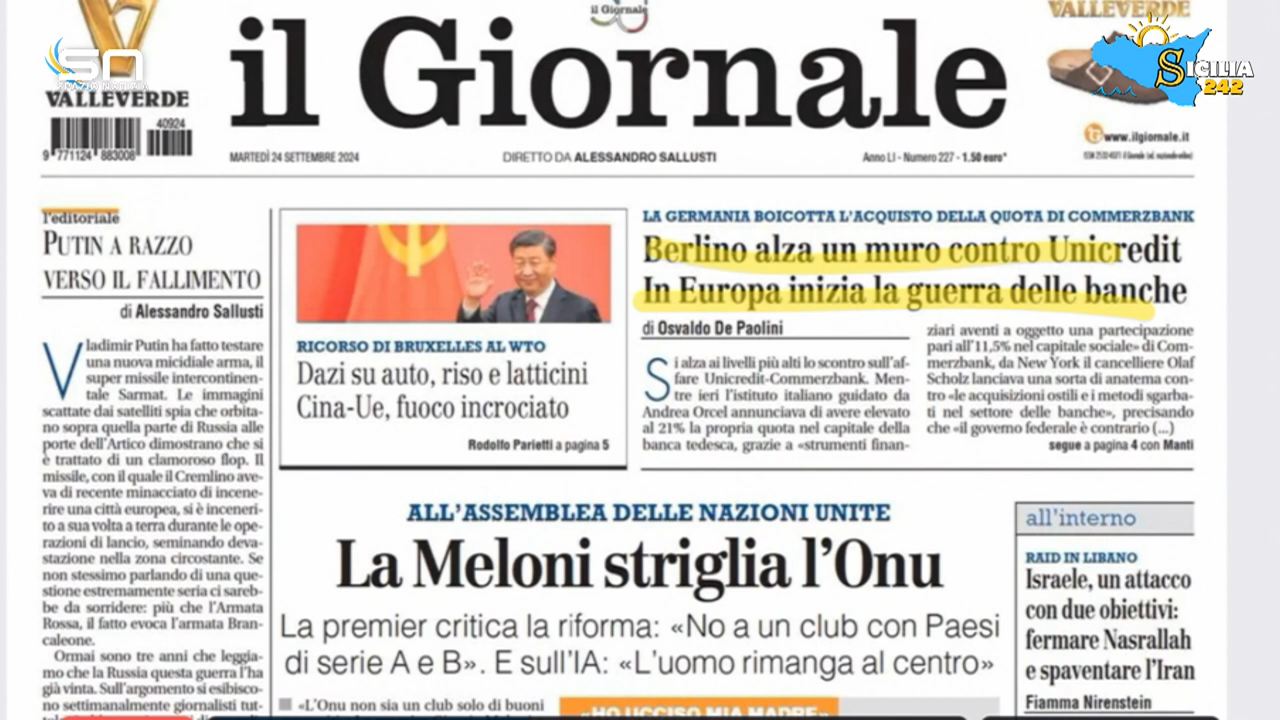 il Giornale
VALLEVERDE
SN
VALLEVERDE
40924
9 771124 883008
il Giornale
SICILIA
242
www.ilgiornale.it
MARTEDÌ 24 SETTEMBRE 2024
DIRETTO DA ALESSANDRO SALLUSTI
Anno LI - Numero 227 - 1.50 euro*
l'editoriale
PUTIN A RAZZO
VERSO IL FALLIMENTO
di Alessandro Sallusti
Vladimir Putin ha fatto testare
una nuova micidiale arma, il
super missile intercontinen-
tale Sarmat. Le immagini
scattate dai satelliti spia che orbita-
no sopra quella parte di Russia alle
porte dell'Artico dimostrano che si
è trattato di un clamoroso flop. Il
missile, con il quale il Cremlino ave-
va di recente minacciato di incene-
rire una città europea, si è inceneri-
to a sua volta a terra durante le ope-
razioni di lancio, seminando deva-
stazione nella zona circostante. Se
non stessimo parlando di una que-
stione estremamente seria ci sareb-
be da sorridere: più che l'Armata
Rossa, il fatto evoca l'armata Bran-
caleone.
Ormai sono tre anni che leggia-
mo che la Russia questa guerra l'ha
già vinta. Sull'argomento si esibisco-
no settimanalmente giornalisti tut-
RICORSO DI BRUXELLES AL WTO
Dazi su auto, riso e latticini
Cina-Ue, fuoco incrociato
Rodolfo Parietti a pagina 5
LA GERMANIA BOICOTTA L'ACQUISTO DELLA QUOTA DI COMMERZBANK
Berlino alza un muro contro Unicredit
In Europa inizia la guerra delle banche
di Osvaldo De Paolini
Si alza ai livelli più alti lo scontro sull'af-
fare Unicredit-Commerzbank. Men-
tre ieri l'istituto italiano guidato da
Andrea Orcel annunciava di avere elevato
al 21% la propria quota nel capitale della
banca tedesca, grazie a «strumenti finan-
ziari aventi a oggetto una partecipazione
pari all'11,5% nel capitale sociale» di Com-
merzbank, da New York il cancelliere Olaf
Scholz lanciava una sorta di anatema con-
tro «le acquisizioni ostili e i metodi sgarba-
ti nel settore delle banche», precisando
che «il governo federale è contrario (...)
segue a pagina 4 con Manti
ALL'ASSEMBLEA DELLE NAZIONI UNITE
La Meloni striglia l'Onu
La premier critica la riforma: «No a un club con Paesi
di serie A e B». E sull'IA: «L'uomo rimanga al centro»
«L'Onu non sia un club solo di buoni
«HO UCCISO MIA MADRE»
all'interno
RAID IN LIBANO
Israele, un attacco
con due obiettivi:
fermare Nasrallah
e spaventare l'Iran
Fiamma Nirenstein